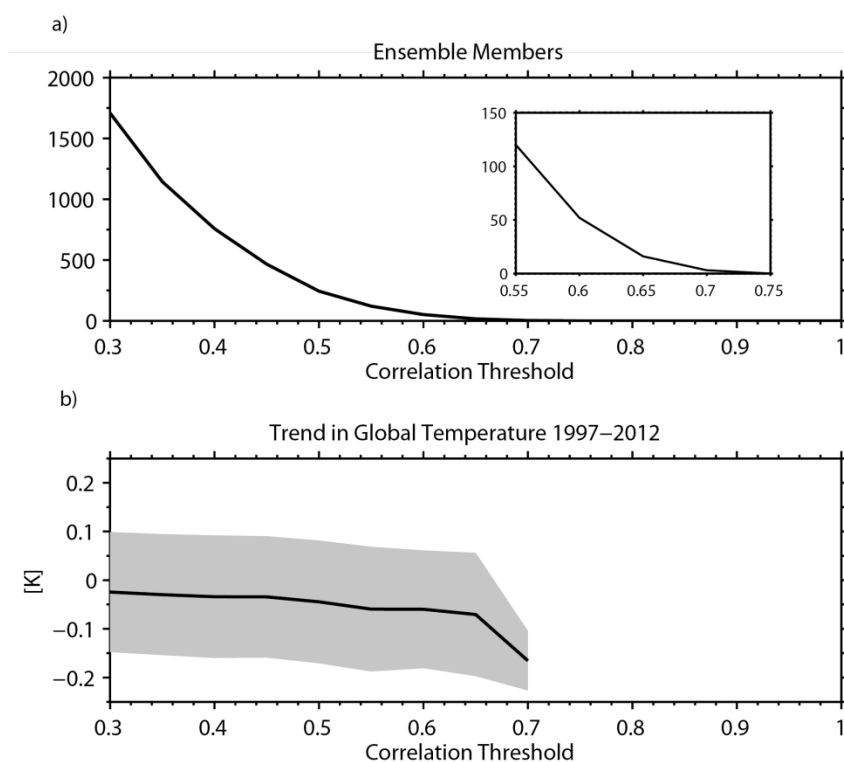 a)
Ensemble Members
2000
1500
1000
500
0
150
100
50
0
0.55 0.6 0.65 0.7 0.75
0.3 0.4 0.5 0.6 0.7 0.8 0.9 1
Correlation Threshold
b)
Trend in Global Temperature 1997–2012
0.2
0.1
0
−0.1
−0.2
[K]
0.3 0.4 0.5 0.6 0.7 0.8 0.9 1
Correlation Threshold